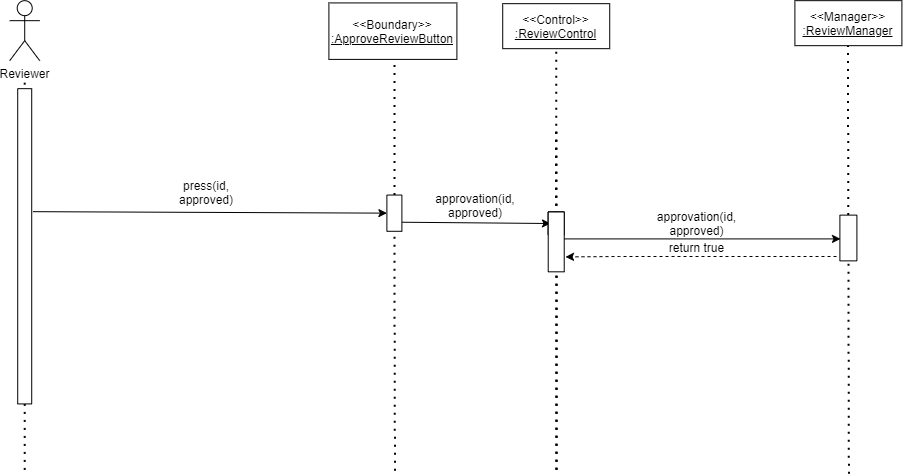 <<Boundary>>
:ApproveReviewButton
<<Control>>
:ReviewControl
<<Manager>>
:ReviewManager
Reviewer
press(id,
approved)
approvation(id,
approved)
approvation(id,
approved)
return true